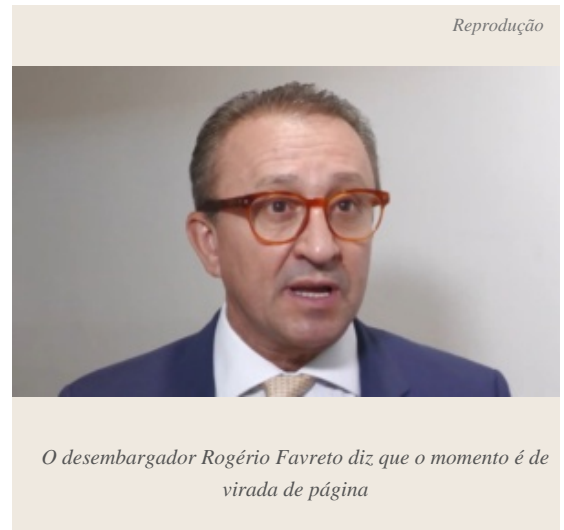 Reprodução
O desembargador Rogério Favreto diz que o momento é de
virada de página